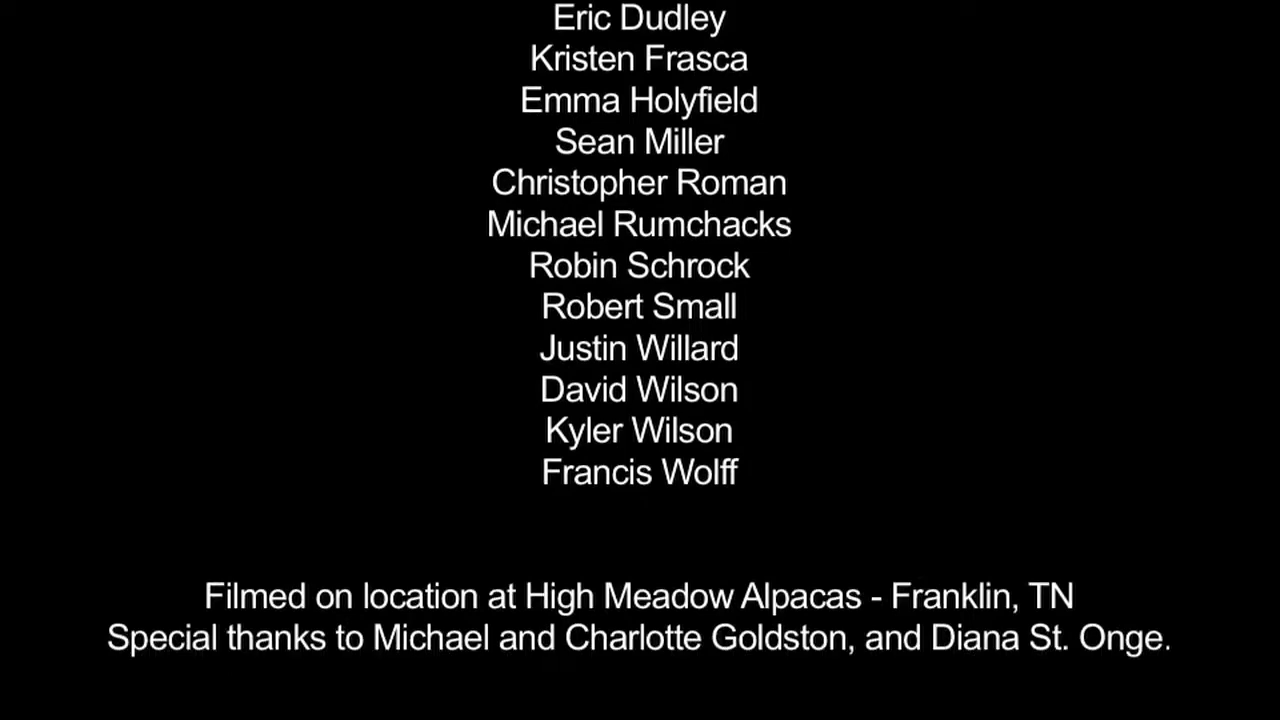 Eric Dudley
Kristen Frasca
Emma Holyfield
Sean Miller
Christopher Roman
Michael Rumchacks
Robin Schrock
Robert Small
Justin Willard
David Wilson
Kyler Wilson
Francis Wolff
Filmed on location at High Meadow Alpacas - Franklin, TN
Special thanks to Michael and Charlotte Goldston, and Diana St. Onge.